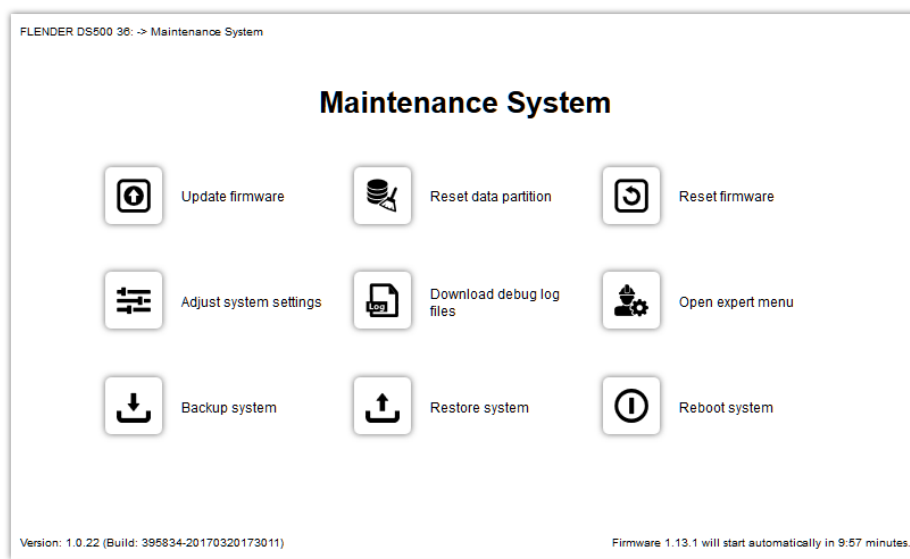 FLENDER DS500 36: -> Maintenance System
Maintenance System
Update firmware
Reset data partition
Reset firmware
Adjust system settings
Log
Download debug log
files
Open expert menu
Backup system
Restore system
Reboot system
Version: 1.0.22 (Build: 395834-20170320173011)
Firmware 1.13.1 will start automatically in 9:57 minutes.